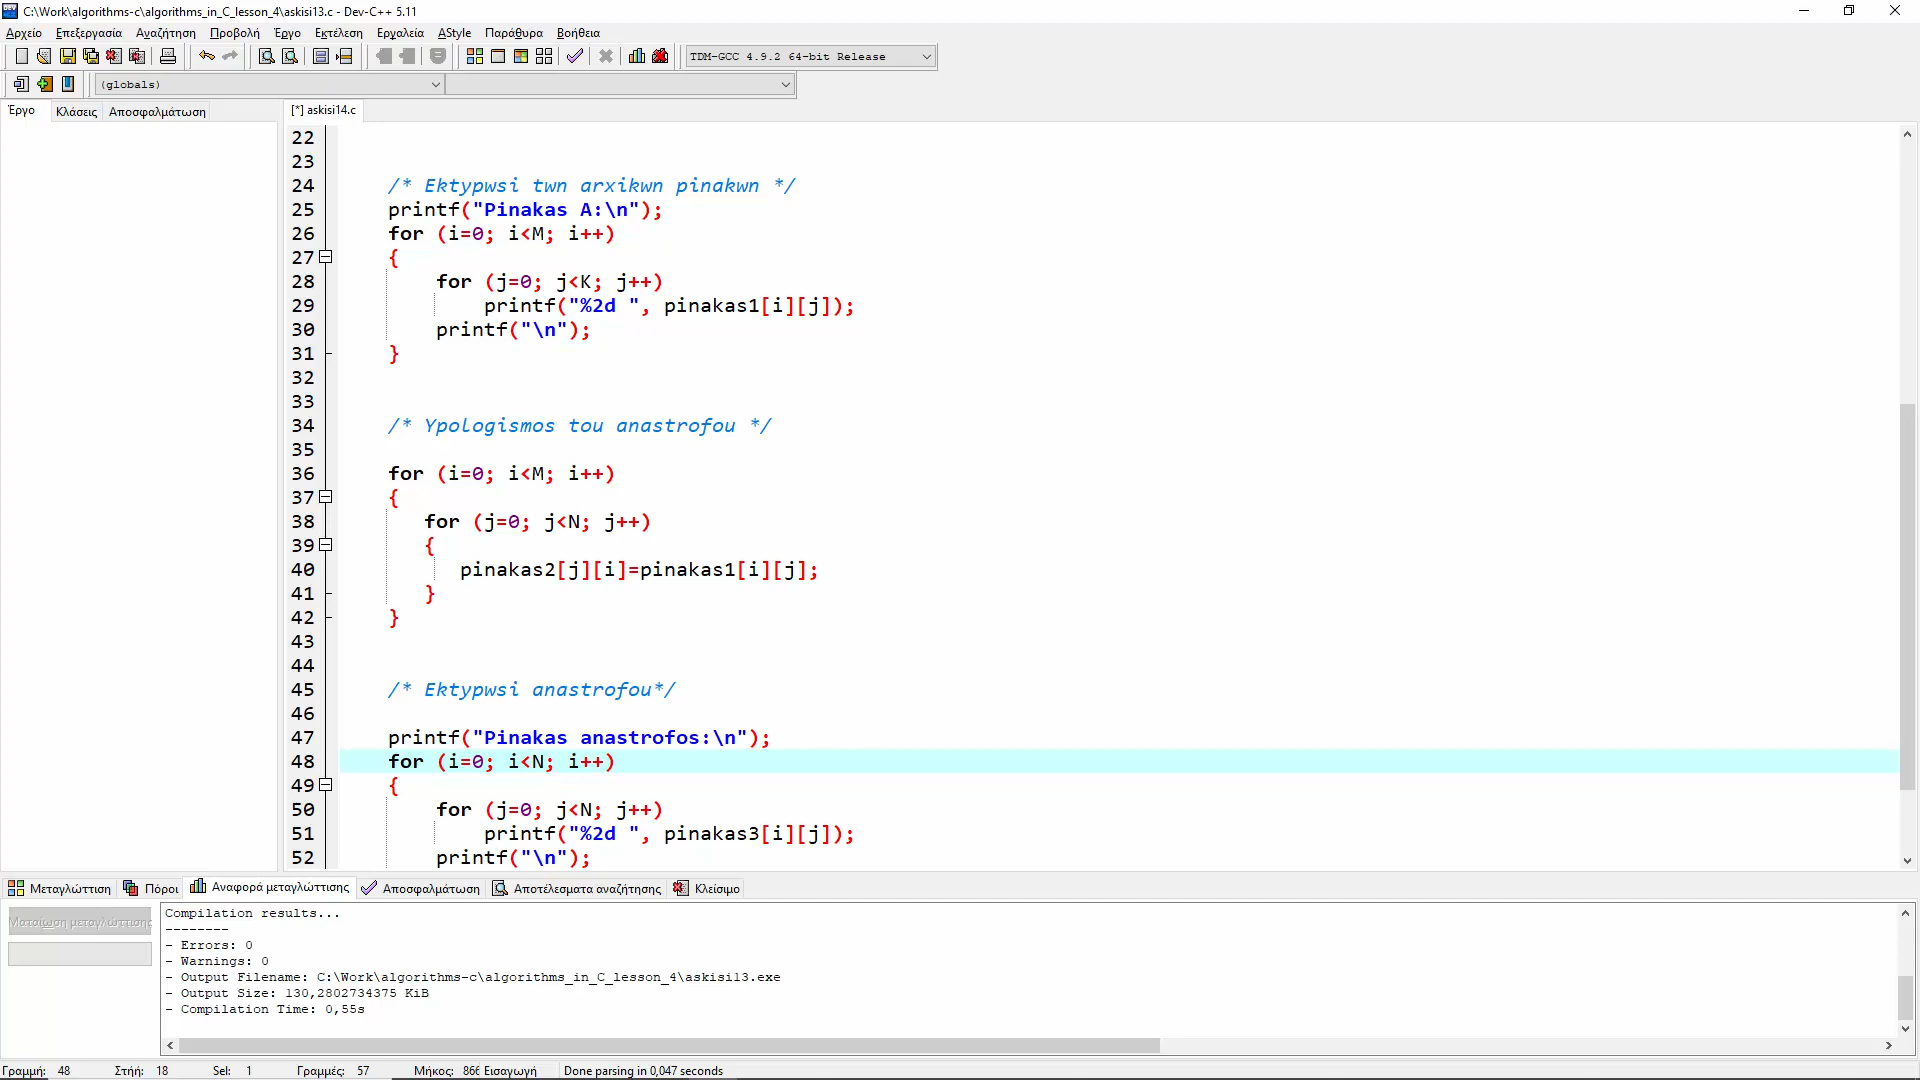 C:\Work\algorithms-c\algorithms_in_C_lesson_4\askisi13.c - Dev-C++ 5.11
Αρχείο Επεξεργασία Αναζήτηση Προβολή Έργο Εκτέλεση Εργαλεία AStyle Παράθυρα Βοήθεια
TDM-GCC 4.9.2 64-bit Release
(globals)
Έργο Κλάσεις Αποσφαλμάτωση
[*] askisi14.c
22
23
24 /* Ektypwsi twn arxikwn pinakwn */
25 printf("Pinakas A:\n");
26 for (i=0; i<M; i++)
27 {
28 for (j=0; j<K; j++)
29 printf("%2d ", pinakas1[i][j]);
30 printf("\n");
31 }
32
33
34 /* Ypologismos tou anastrofou */
35
36 for (i=0; i<M; i++)
37 {
38 for (j=0; j<N; j++)
39 {
40 pinakas2[j][i]=pinakas1[i][j];
41 }
42 }
43
44
45 /* Ektypwsi anastrofou*/
46
47 printf("Pinakas anastrofos:\n");
48 for (i=0; i<N; i++)
49 {
50 for (j=0; j<N; j++)
51 printf("%2d ", pinakas3[i][j]);
52 printf("\n");
Μεταγλώττιση Πόροι Αναφορά μεταγλώττισης Αποσφαλμάτωση Αποτέλεσματα αναζήτησης Κλείσιμο
Ματαίωση μεταγλώττισης
Compilation results...
--------
- Errors: 0
- Warnings: 0
- Output Filename: C:\Work\algorithms-c\algorithms_in_C_lesson_4\askisi13.exe
- Output Size: 130,2802734375 KiB
- Compilation Time: 0,55s
Γραμμή: 48 Στήή: 18 Sel: 1 Γραμμές: 57 Μήκος: 866 Εισαγωγή Done parsing in 0,047 seconds